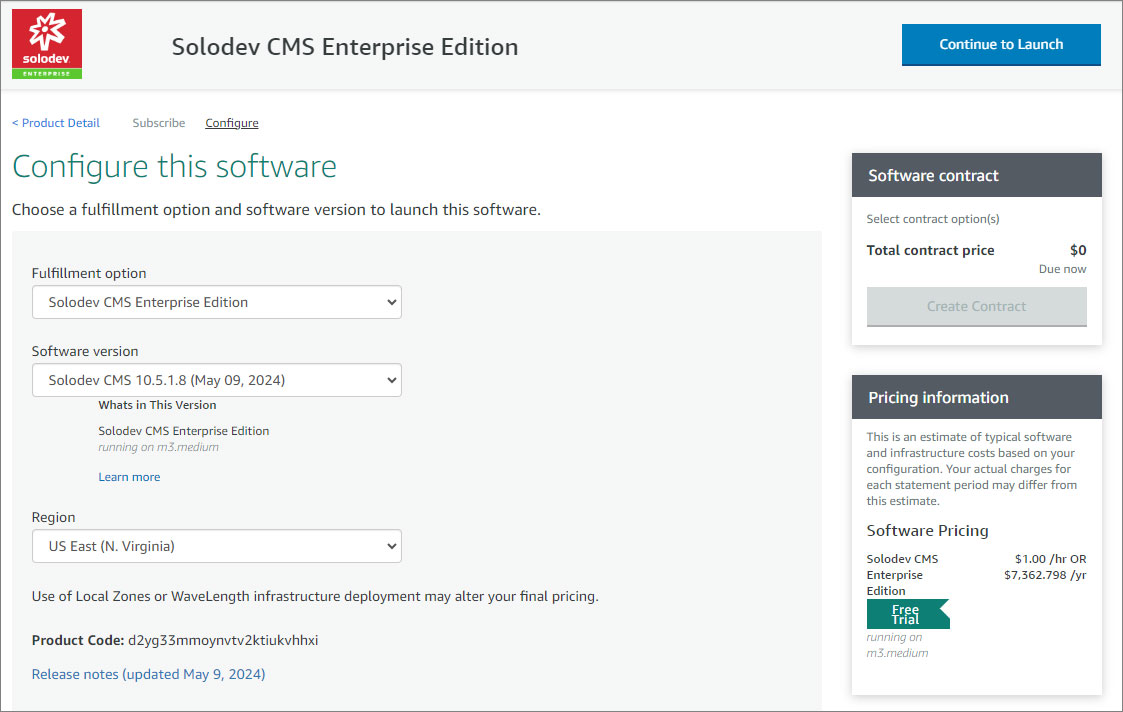 solodev
ENTERPRISE
Solodev CMS Enterprise Edition
Continue to Launch
< Product Detail
Subscribe
Configure
Configure this software
Choose a fulfillment option and software version to launch this software.
Fulfillment option
Solodev CMS Enterprise Edition
Software version
Solodev CMS 10.5.1.8 (May 09, 2024)
Whats in This Version
Solodev CMS Enterprise Edition
running on m3.medium
Learn more
Region
US East (N. Virginia)
Use of Local Zones or WaveLength infrastructure deployment may alter your final pricing.
Product Code: d2yg33mmoynvtv2ktiukvhhxi
Release notes (updated May 9, 2024)
Software contract
Select contract option(s)
Total contract price $0
Due now
Create Contract
Pricing information
This is an estimate of typical software
and infrastructure costs based on your
configuration. Your actual charges for
each statement period may differ from
this estimate.
Software Pricing
Solodev CMS $1.00 /hr OR
Enterprise $7,362.798 /yr
Edition
Free
Trial
running on
m3.medium